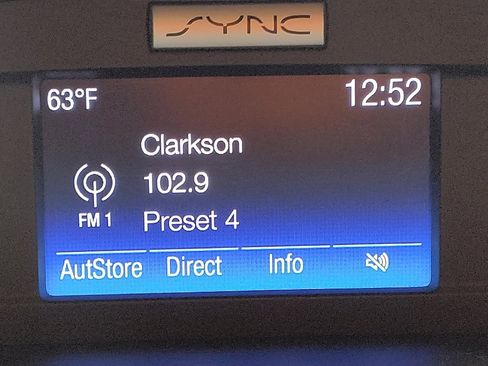 SYNC
63°F 12:52
Clarkson
102.9
FM 1 Preset 4
AutStore Direct Info